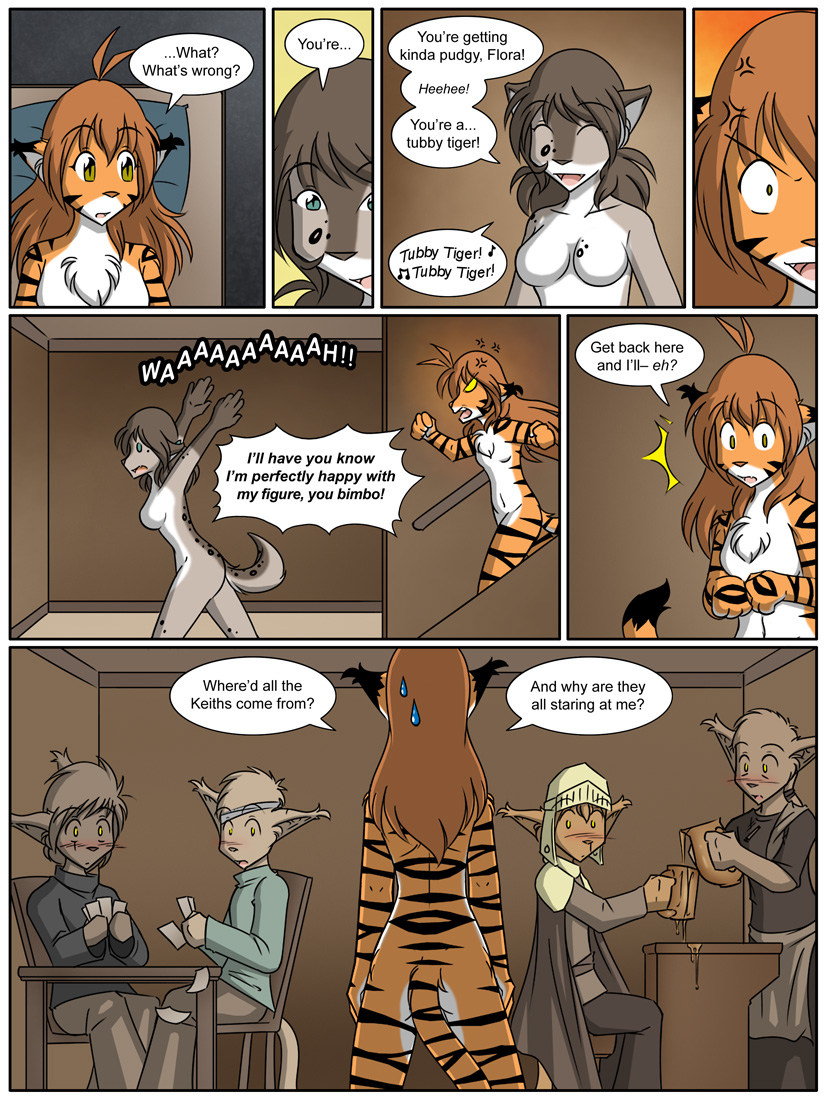 ...What?
What's wrong?
You're...
You're getting
kinda pudgy, Flora!
Heehee!
You're a...
tubby tiger!
Tubby Tiger! ♪
♫Tubby Tiger!
WAAAAAAAAAAH!!
I'll have you know
I'm perfectly happy with
my figure, you bimbo!
Get back here
and I'll– eh?
Where'd all the
Keiths come from?
And why are they
all staring at me?